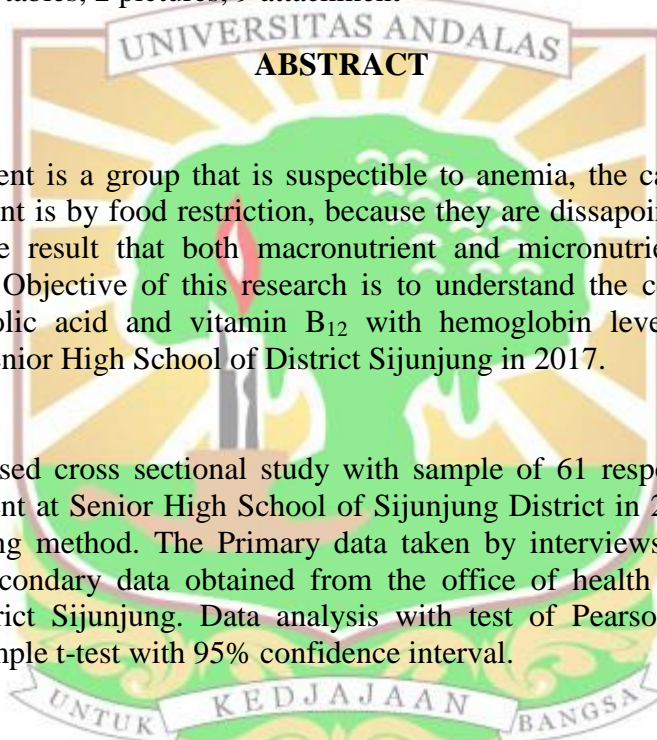 tables, 2 pictures, 9 attachment
UNIVERSITAS ANDALAS
ABSTRACT
ent is a group that is suspectible to anemia, the ca
nt is by food restriction, because they are dissapoin
e result that both macronutrient and micronutrie
Objective of this research is to understand the c
olic acid and vitamin B₁₂ with hemoglobin leve
enior High School of District Sijunjung in 2017.
sed cross sectional study with sample of 61 resp
ent at Senior High School of Sijunjung District in 2
ng method. The Primary data taken by interviews
condary data obtained from the office of health
rict Sijunjung. Data analysis with test of Pearso
mple t-test with 95% confidence interval.
UNTUK KEDJAJAAN BANGSA